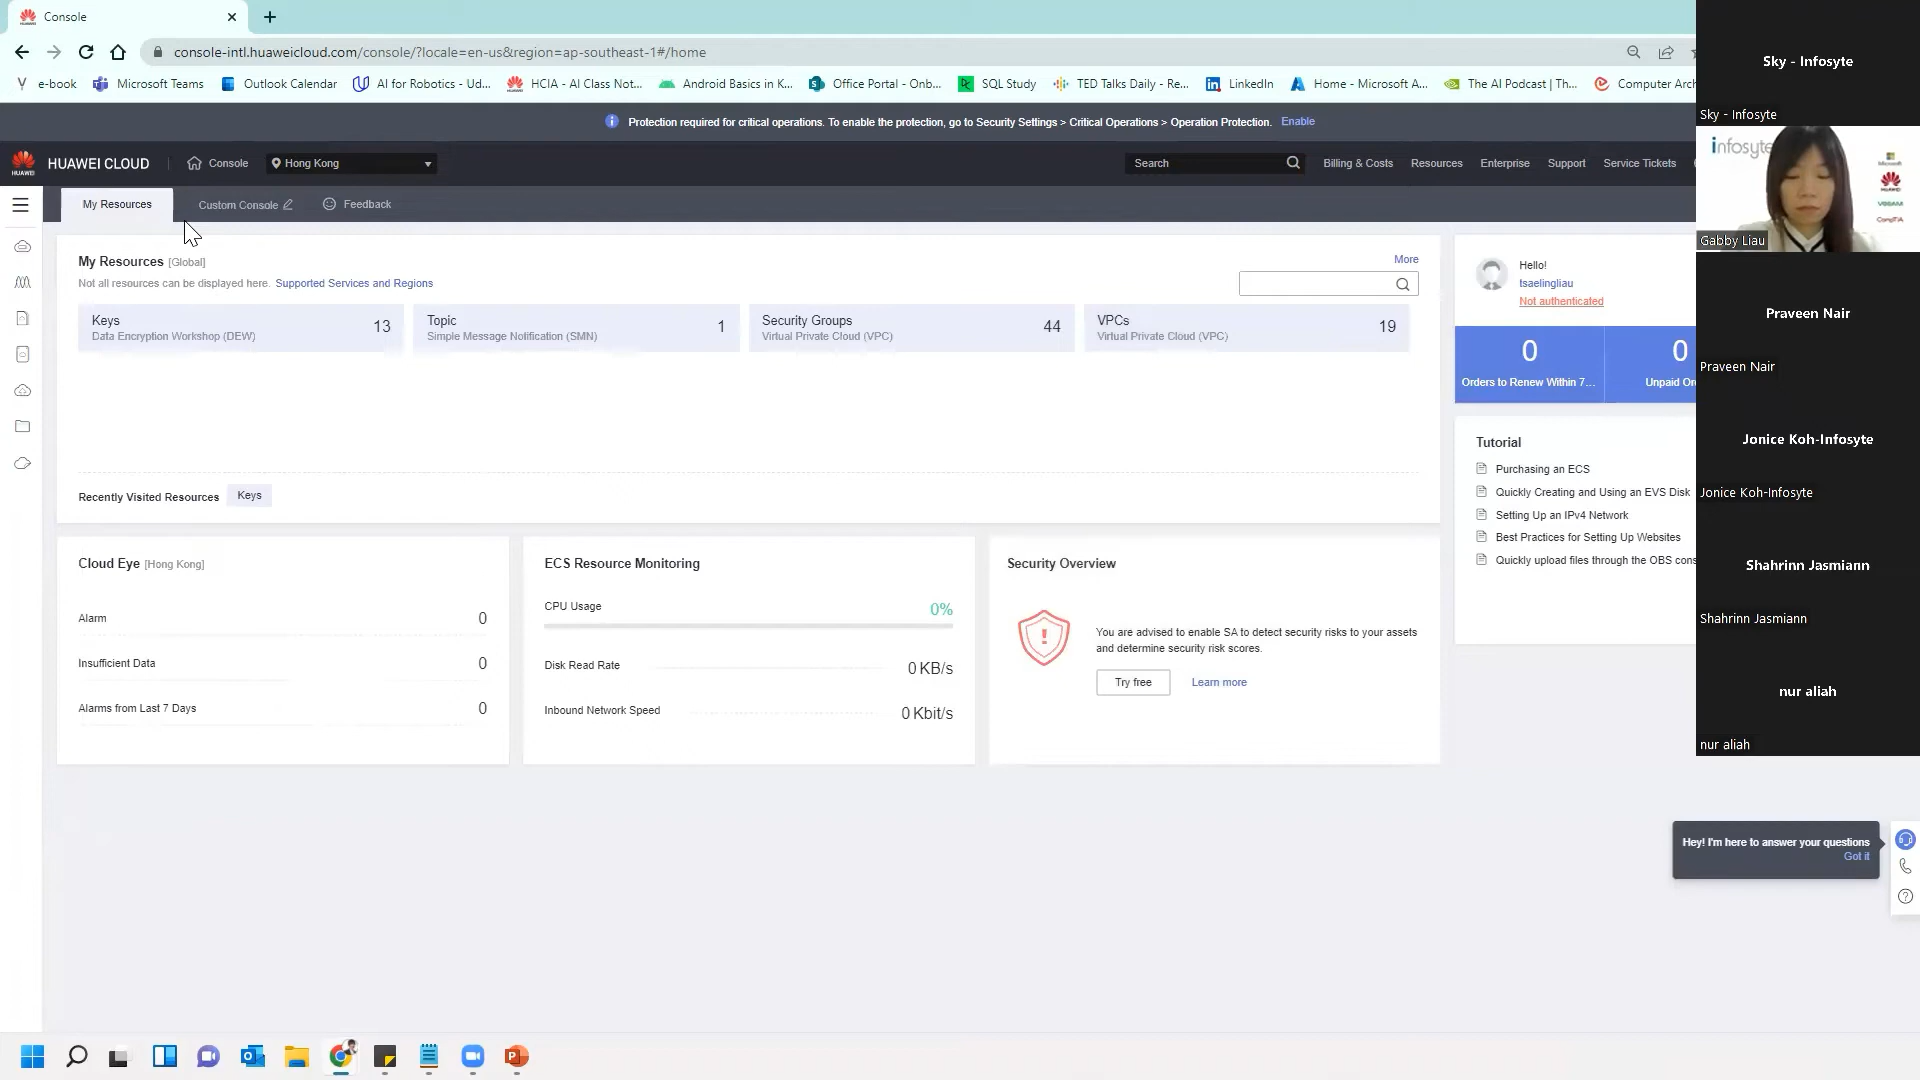 Console
console-intl.huaweicloud.com/console/?locale=en-us&region=ap-southeast-1#/home
e-book
Microsoft Teams
Outlook Calendar
AI for Robotics - Ud...
HCIA - AI Class Not...
Android Basics in K...
Office Portal - Onb...
SQL Study
TED Talks Daily - Re...
LinkedIn
Home - Microsoft A...
The AI Podcast | Th...
Computer Arch
Protection required for critical operations. To enable the protection, go to Security Settings > Critical Operations > Operation Protection. Enable
HUAWEI
HUAWEI CLOUD
Console
Hong Kong
Search
Billing & Costs
Resources
Enterprise
Support
Service Tickets
My Resources
Custom Console
Feedback
My Resources [Global]
More
Not all resources can be displayed here. Supported Services and Regions
Keys
Data Encryption Workshop (DEW)
13
Topic
Simple Message Notification (SMN)
1
Security Groups
Virtual Private Cloud (VPC)
44
VPCs
Virtual Private Cloud (VPC)
19
Recently Visited Resources
Keys
Cloud Eye [Hong Kong]
Alarm
0
Insufficient Data
0
Alarms from Last 7 Days
0
ECS Resource Monitoring
CPU Usage
0%
Disk Read Rate
0 KB/s
Inbound Network Speed
0 Kbit/s
Security Overview
You are advised to enable SA to detect security risks to your assets
and determine security risk scores.
Try free
Learn more
Hello!
tsaelingliau
Not authenticated
0
Orders to Renew Within 7...
0
Unpaid Or
Tutorial
Purchasing an ECS
Quickly Creating and Using an EVS Disk
Setting Up an IPv4 Network
Best Practices for Setting Up Websites
Quickly upload files through the OBS cons
Hey! I'm here to answer your questions
Got it
Sky - Infosyte
Sky - Infosyte
infosyte
Microsoft
HUAWEI
veeam
CompTIA
Gabby Liau
Praveen Nair
Praveen Nair
Jonice Koh-Infosyte
Jonice Koh-Infosyte
Shahrinn Jasmiann
Shahrinn Jasmiann
nur aliah
nur aliah